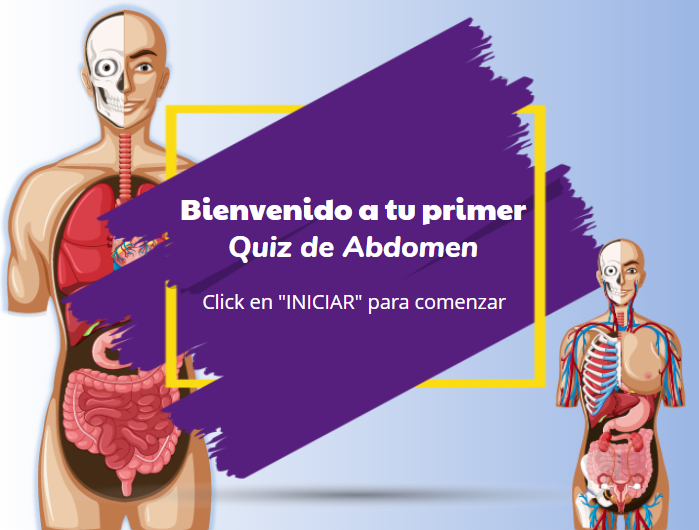 Bienvenido a tu primer
Quiz de Abdomen
Click en "INICIAR" para comenzar